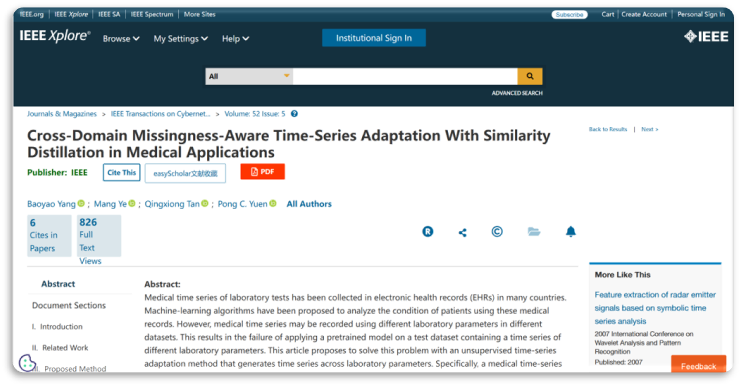 IEEE.org | IEEE Xplore | IEEE SA | IEEE Spectrum | More Sites
Subscribe
Cart | Create Account | Personal Sign In
IEEE Xplore®
Browse
My Settings
Help
Institutional Sign In
IEEE
All
ADVANCED SEARCH
Journals & Magazines > IEEE Transactions on Cybernet... > Volume: 52 Issue: 5
Back to Results | Next >
Cross-Domain Missingness-Aware Time-Series Adaptation With Similarity
Distillation in Medical Applications
Publisher: IEEE
Cite This
easyScholar文献收藏
PDF
Baoyao Yang ; Mang Ye ; Qingxiong Tan ; Pong C. Yuen All Authors
6
Cites in
Papers
826
Full
Text
Views
R
©
Abstract
Document Sections
I. Introduction
II. Related Work
III. Proposed Method
Abstract:
Medical time series of laboratory tests has been collected in electronic health records (EHRs) in many countries.
Machine-learning algorithms have been proposed to analyze the condition of patients using these medical
records. However, medical time series may be recorded using different laboratory parameters in different
datasets. This results in the failure of applying a pretrained model on a test dataset containing a time series of
different laboratory parameters. This article proposes to solve this problem with an unsupervised time-series
adaptation method that generates time series across laboratory parameters. Specifically, a medical time-series
More Like This
Feature extraction of radar emitter
signals based on symbolic time
series analysis
2007 International Conference on
Wavelet Analysis and Pattern
Recognition
Published: 2007
Feedback